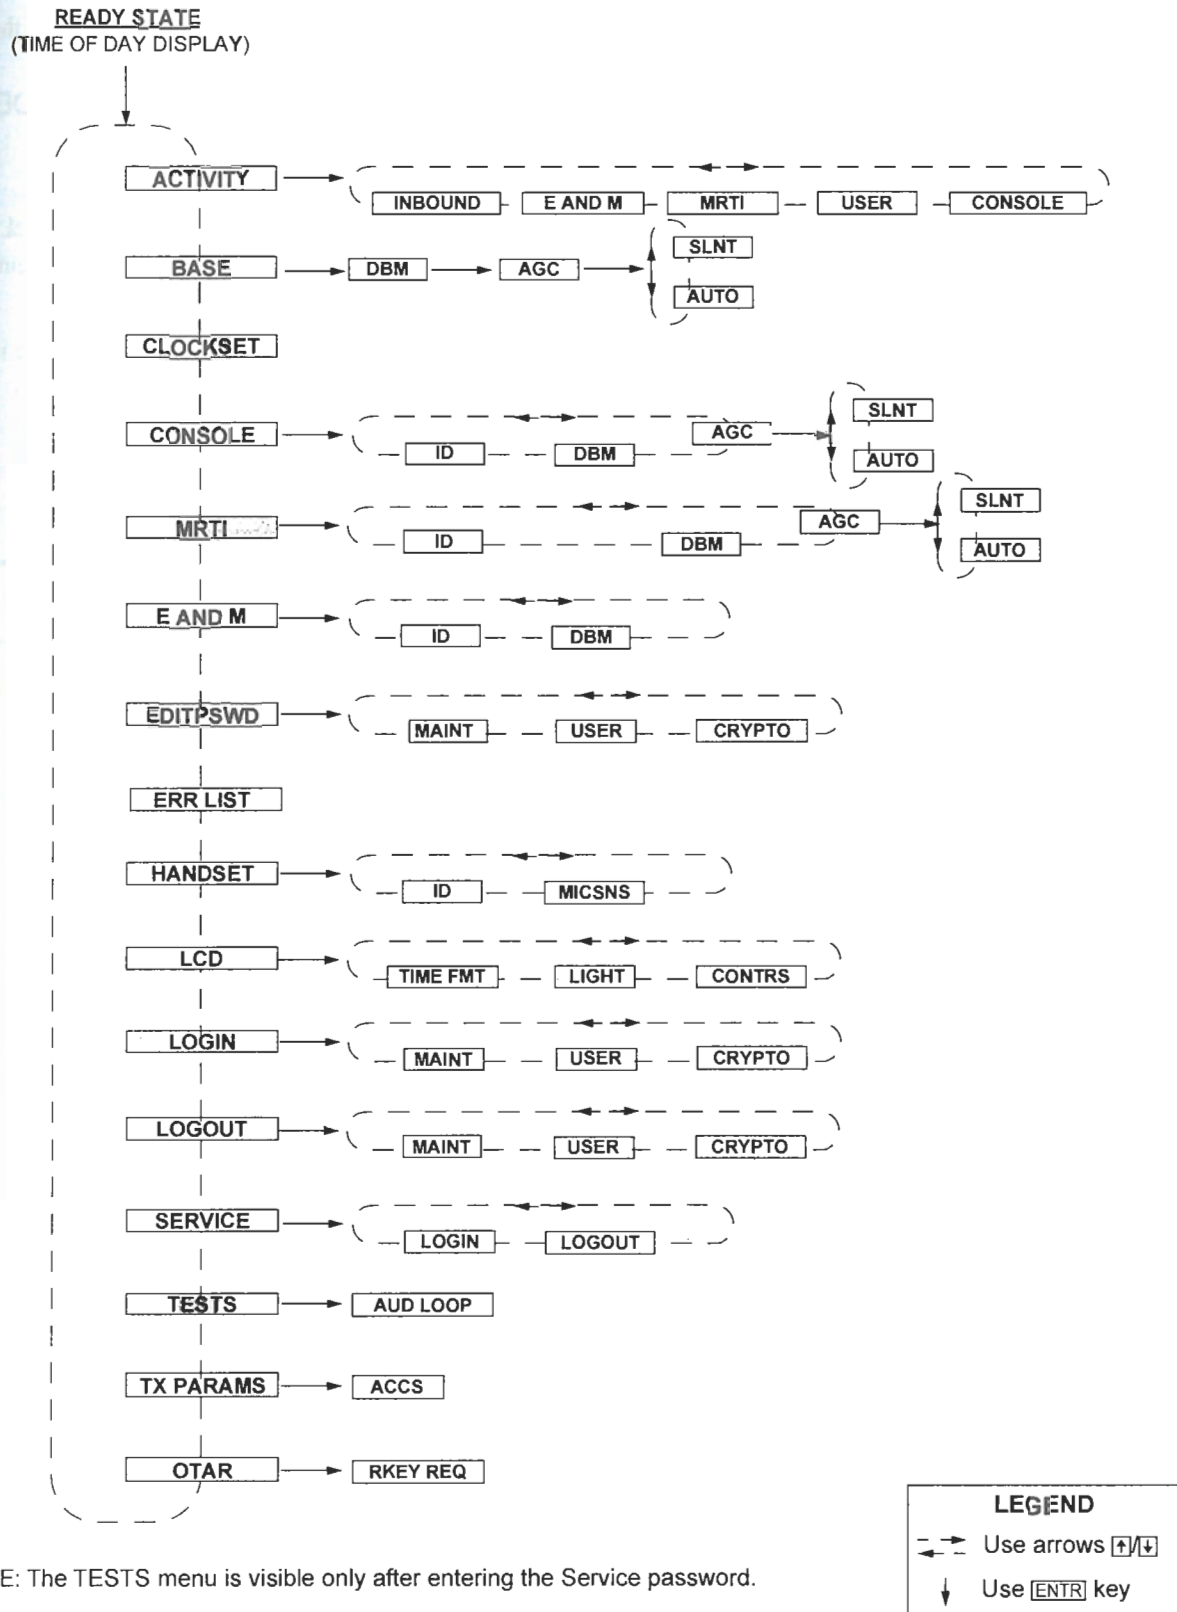 READY STATE
(TIME OF DAY DISPLAY)
ACTIVITY
INBOUND E AND M MRTI USER CONSOLE
BASE DBM AGC SLNT AUTO
CLOCKSET
CONSOLE ID DBM AGC SLNT AUTO
MRTI ID DBM AGC SLNT AUTO
E AND M ID DBM
EDITPSWD MAINT USER CRYPTO
ERR LIST
HANDSET ID MICSNS
LCD TIME FMT LIGHT CONTRS
LOGIN MAINT USER CRYPTO
LOGOUT MAINT USER CRYPTO
SERVICE LOGIN LOGOUT
TESTS AUD LOOP
TX PARAMS ACCS
OTAR RKEY REQ
LEGEND
Use arrows ↑/↓
Use ENTR key
E: The TESTS menu is visible only after entering the Service password.